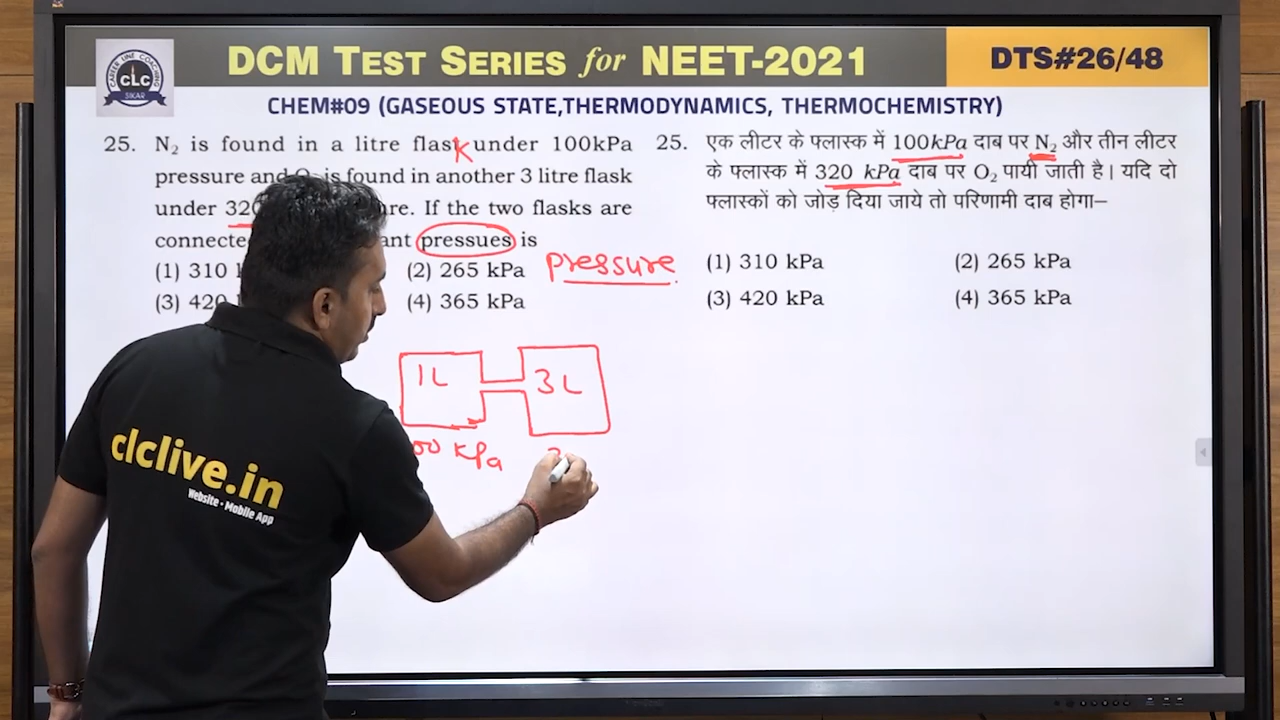 DCM TEST SERIES for NEET-2021
DTS#26/48
CAREER LINE COACHING
CLC
SIKAR
CHEM#09 (GASEOUS STATE,THERMODYNAMICS, THERMOCHEMISTRY)
25. N₂ is found in a litre flask under 100kPa
pressure and is found in another 3 litre flask
under 320 If the two flasks are
pressues is
(1) 310 (2) 265 kPa
(3) 420 (4) 365 kPa
pressure
25. एक लीटर के फ्लास्क में 100kPa दाब पर N₂ और तीन लीटर
के फ्लास्क में 320 kPa दाब पर O₂ पायी जाती है। यदि दो
फ्लास्कों को जोड़ दिया जाये तो परिणामी दाब होगा–
(1) 310 kPa (2) 265 kPa
(3) 420 kPa (4) 365 kPa
1L 3L
kPa
clclive.in
Website • Mobile App